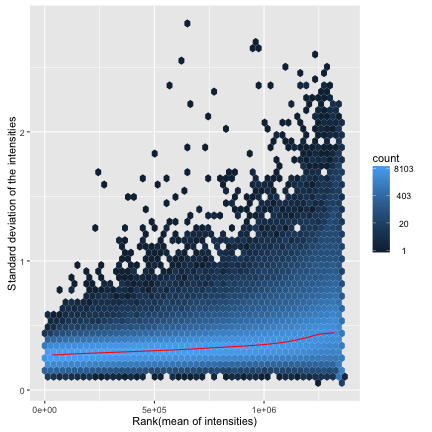 Standard deviation of the intensities
2
1
0
0e+00 5e+05 1e+06
Rank(mean of intensities)
count
8103
403
20
1